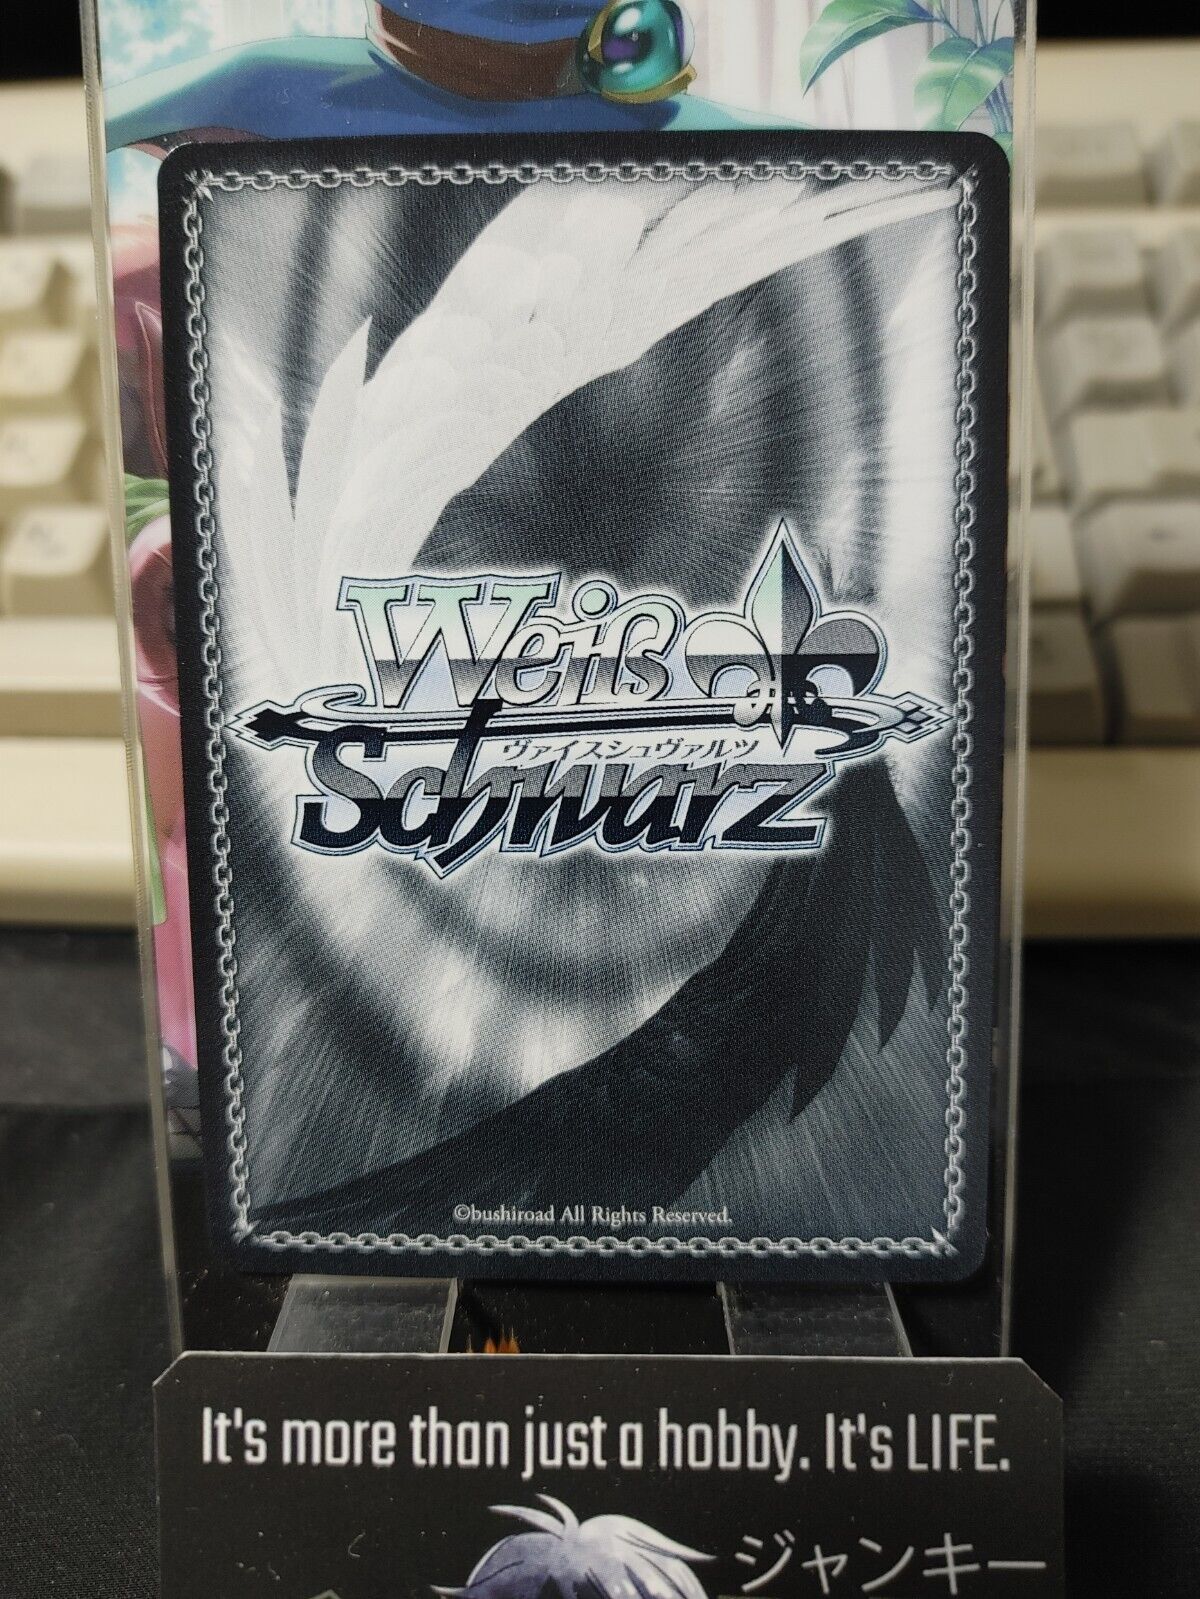 Weiß
ヴァイスシュヴァルツ
Schwarz
©bushiroad All Rights Reserved.
It's more than just a hobby. It's LIFE.
ジャンキー